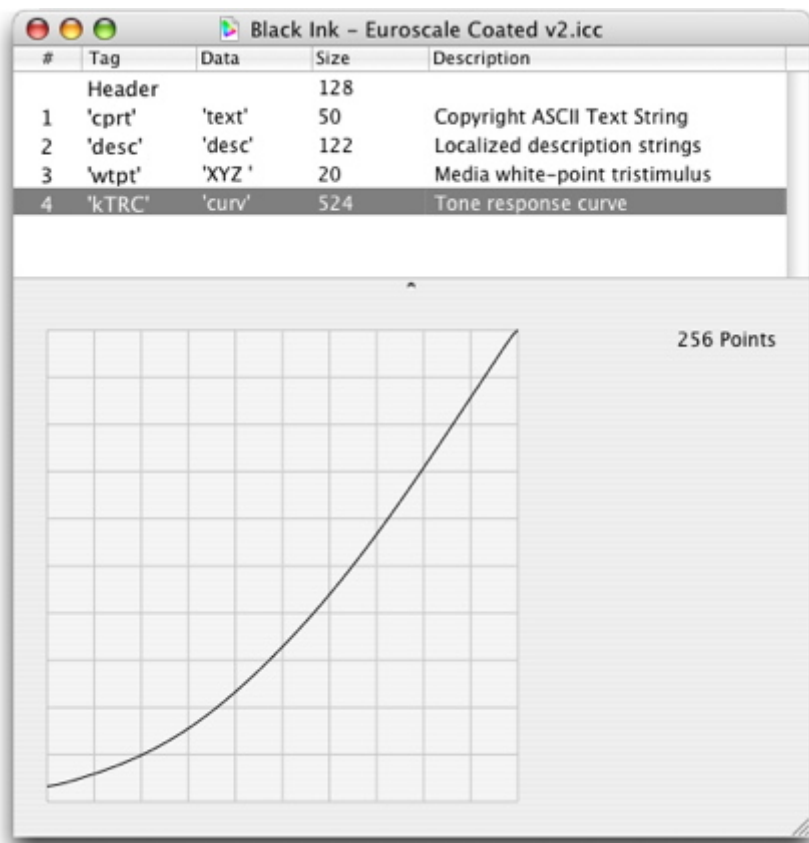 Black Ink – Euroscale Coated v2.icc
# Tag Data Size Description
Header 128
1 'cprt' 'text' 50 Copyright ASCII Text String
2 'desc' 'desc' 122 Localized description strings
3 'wtpt' 'XYZ ' 20 Media white-point tristimulus
4 'kTRC' 'curv' 524 Tone response curve
256 Points